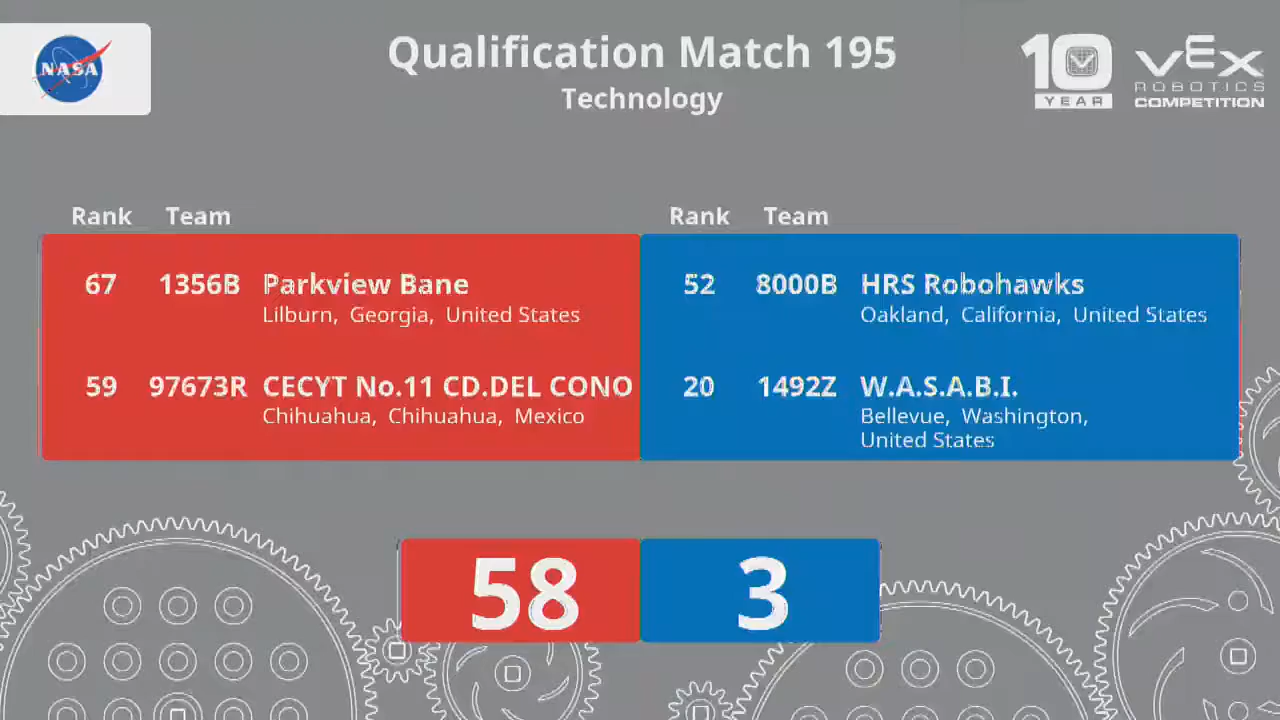 NASA
Qualification Match 195
Technology
10
YEAR
VEX
ROBOTICS
COMPETITION
Rank Team
67 1356B Parkview Bane
Lilburn, Georgia, United States
59 97673R CECYT No.11 CD.DEL CONO
Chihuahua, Chihuahua, Mexico
Rank Team
52 8000B HRS Robohawks
Oakland, California, United States
20 1492Z W.A.S.A.B.I.
Bellevue, Washington,
United States
58
3